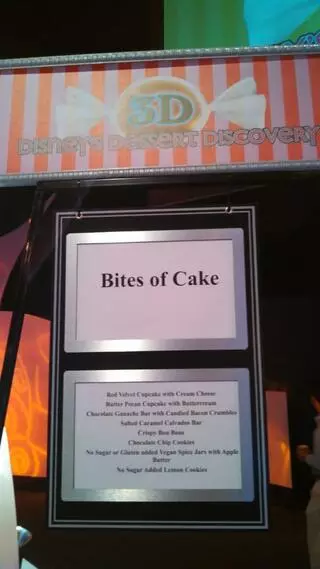 3D
DISNEY'S DESSERT DISCOVERY
Bites of Cake
Red Velvet Cupcake with Cream Cheese
Butter Pecan Cupcake with Buttercream
Chocolate Ganache Bar with Candied Bacon Crumbles
Salted Caramel Calvados Bar
Crispy Bon Bons
Chocolate Chip Cookies
No Sugar or Gluten added Vegan Spice Jars with Apple
Butter
No Sugar Added Lemon Cookies